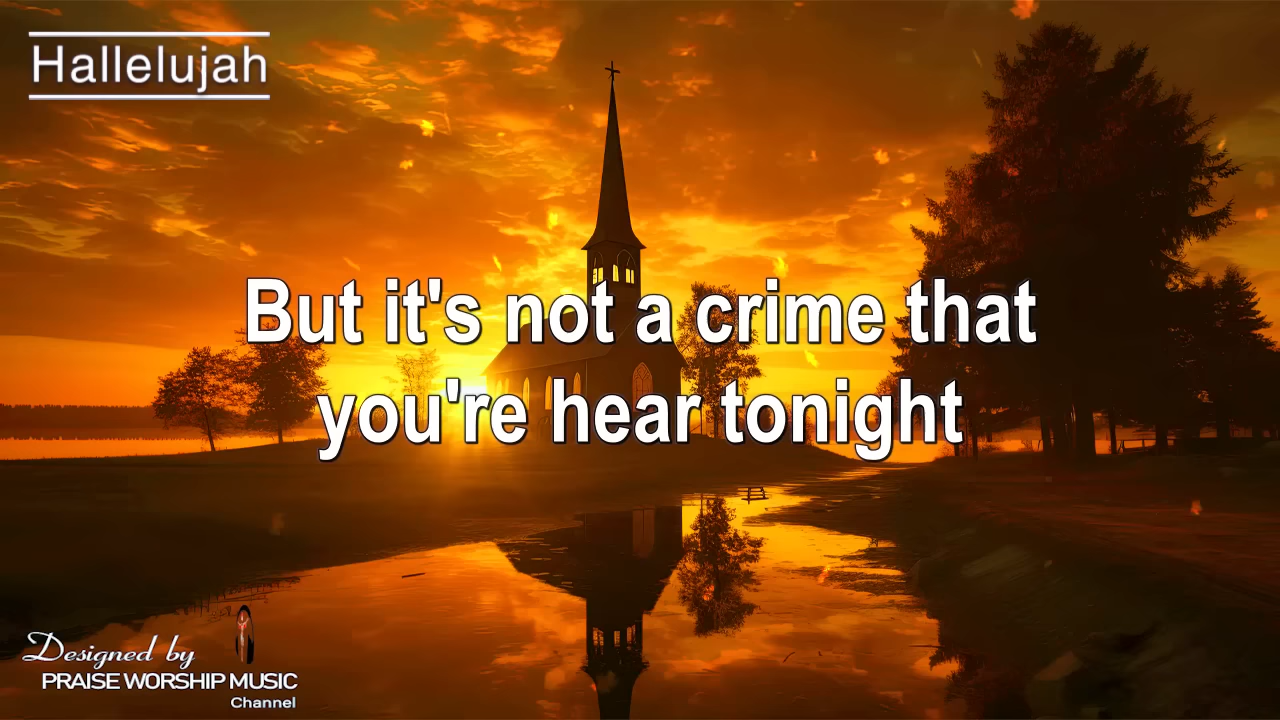 Hallelujah
But it's not a crime that
you're hear tonight
Designed by
PRAISE WORSHIP MUSIC
Channel